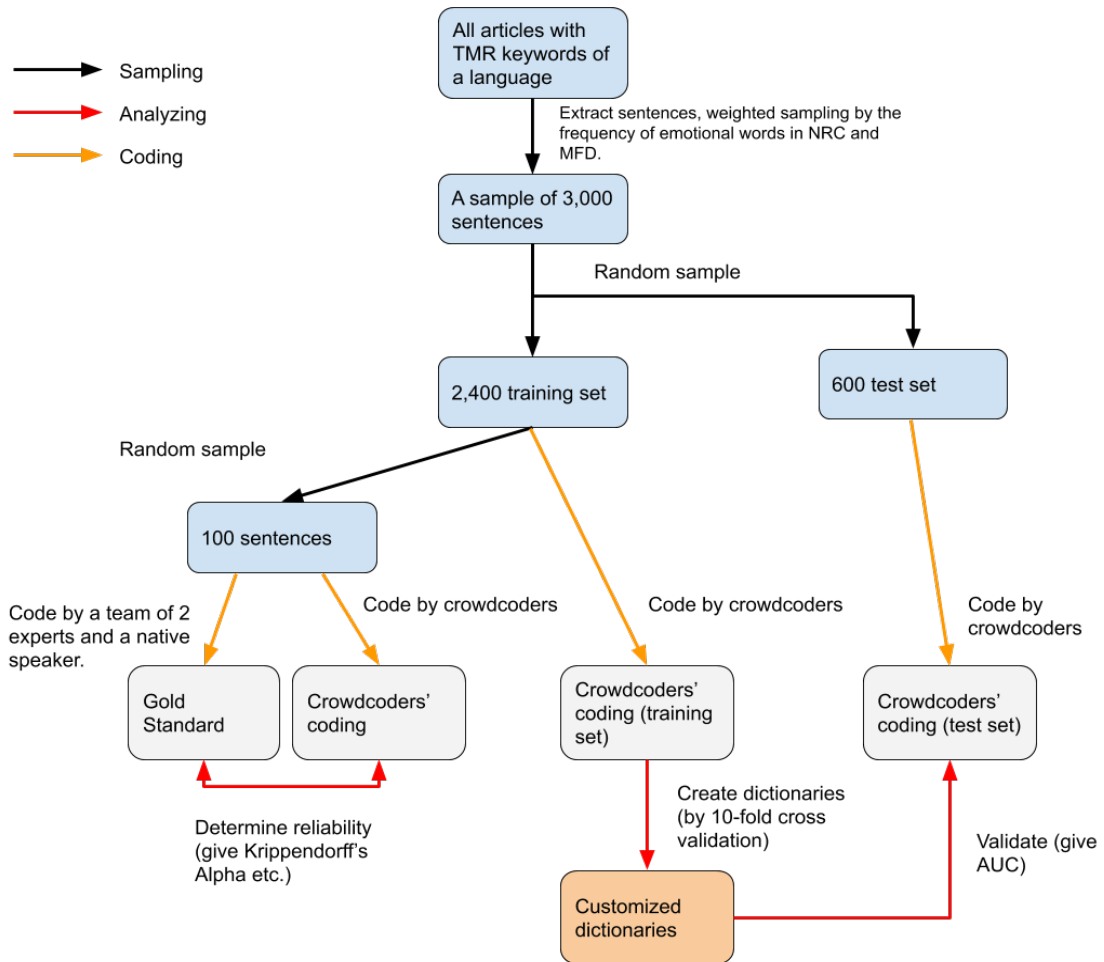 All articles with
TMR keywords of
a language
Sampling
Analyzing
Coding
Extract sentences, weighted sampling by the
frequency of emotional words in NRC and
MFD.
A sample of 3,000
sentences
Random sample
2,400 training set
600 test set
Random sample
100 sentences
Code by a team of 2
experts and a native
speaker.
Code by crowdcoders
Code by crowdcoders
Code by
crowdcoders
Gold
Standard
Crowdcoders’
coding
Crowdcoders’
coding (training
set)
Crowdcoders’
coding (test set)
Determine reliability
(give Krippendorff’s
Alpha etc.)
Create dictionaries
(by 10-fold cross
validation)
Validate (give
AUC)
Customized
dictionaries